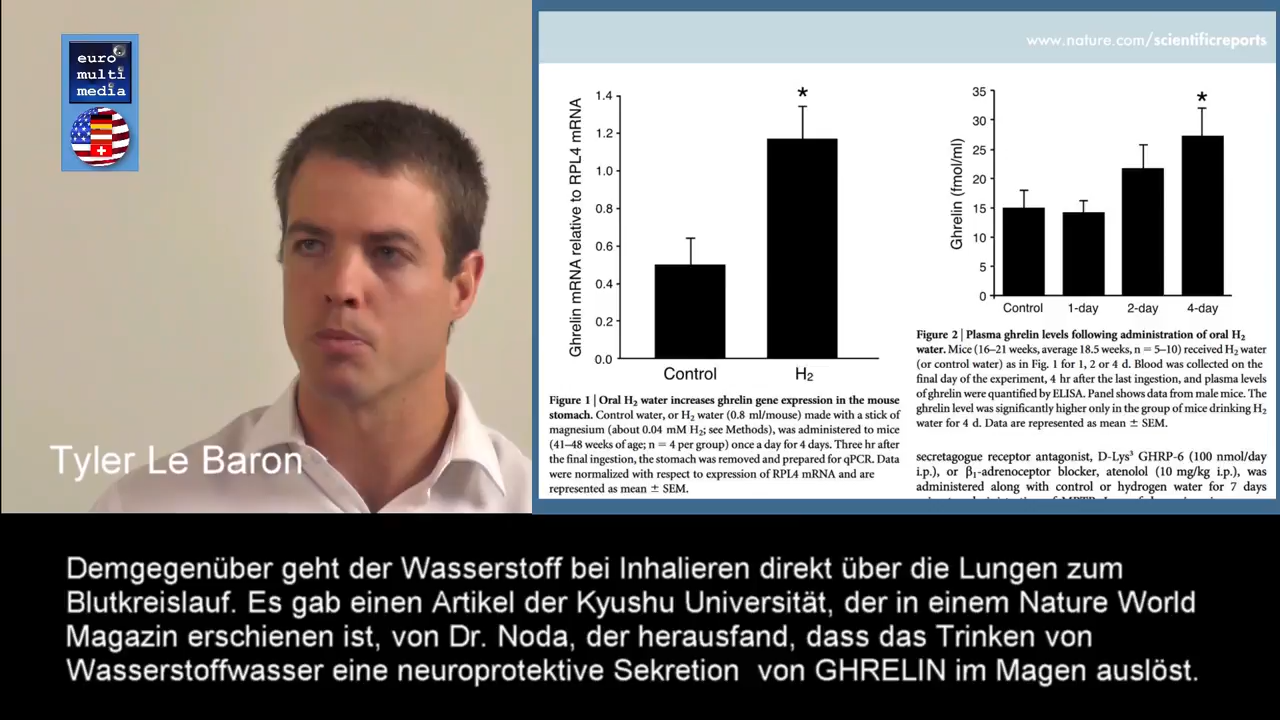 euro
multi
media
Tyler Le Baron
www.nature.com/scientificreports
Ghrelin mRNA relative to RPL4 mRNA
1.4
1.2
1.0
0.8
0.6
0.4
0.2
0.0
*
Control
H₂
Figure 1 | Oral H₂ water increases ghrelin gene expression in the mouse
stomach. Control water, or H₂ water (0.8 ml/mouse) made with a stick of
magnesium (about 0.04 mM H₂; see Methods), was administered to mice
(41–48 weeks of age; n = 4 per group) once a day for 4 days. Three hr after
the final ingestion, the stomach was removed and prepared for qPCR. Data
were normalized with respect to expression of RPL4 mRNA and are
represented as mean ± SEM.
Ghrelin (fmol/ml)
35
30
25
20
15
10
5
0
*
Control
1-day
2-day
4-day
Figure 2 | Plasma ghrelin levels following administration of oral H₂
water. Mice (16–21 weeks, average 18.5 weeks, n = 5–10) received H₂ water
(or control water) as in Fig. 1 for 1, 2 or 4 d. Blood was collected on the
final day of the experiment, 4 hr after the last ingestion, and plasma levels
of ghrelin were quantified by ELISA. Panel shows data from male mice. The
ghrelin level was significantly higher only in the group of mice drinking H₂
water for 4 d. Data are represented as mean ± SEM.
secretagogue receptor antagonist, D-Lys³ GHRP-6 (100 nmol/day
i.p.), or β₁-adrenoceptor blocker, atenolol (10 mg/kg i.p.), was
administered along with control or hydrogen water for 7 days
Demgegenüber geht der Wasserstoff bei Inhalieren direkt über die Lungen zum
Blutkreislauf. Es gab einen Artikel der Kyushu Universität, der in einem Nature World
Magazin erschienen ist, von Dr. Noda, der herausfand, dass das Trinken von
Wasserstoffwasser eine neuroprotektive Sekretion von GHRELIN im Magen auslöst.